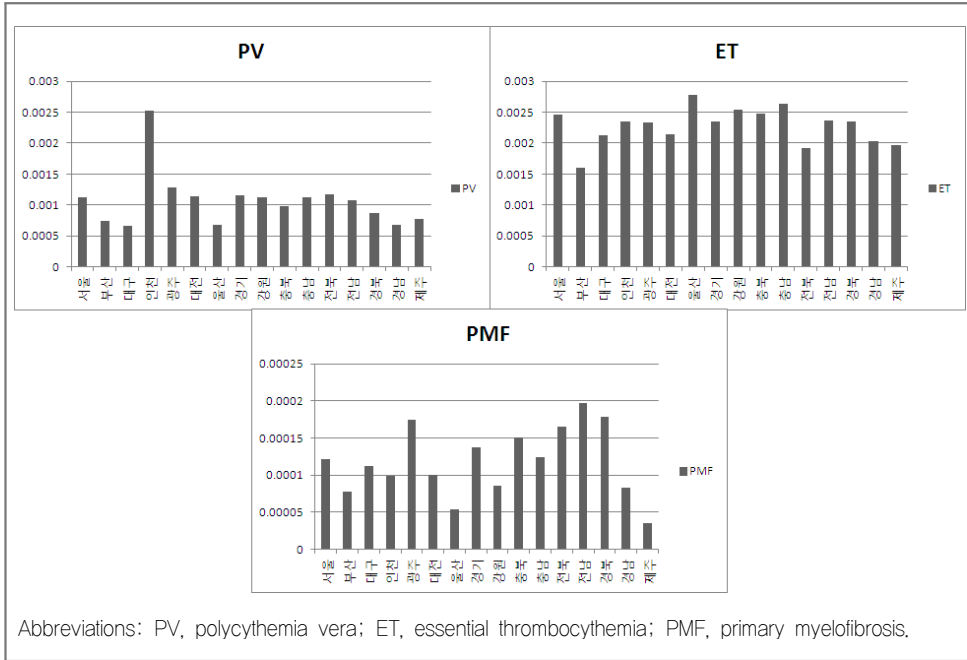 PV
0.003
0.0025
0.002
0.0015
0.001
0.0005
0
PV
서울
부산
대구
인천
광주
대전
울산
경기
강원
충북
충남
전북
전남
경북
경남
제주
ET
0.003
0.0025
0.002
0.0015
0.001
0.0005
0
ET
서울
부산
대구
인천
광주
대전
울산
경기
강원
충북
충남
전북
전남
경북
경남
제주
PMF
0.00025
0.0002
0.00015
0.0001
0.00005
0
PMF
서울
부산
대구
인천
광주
대전
울산
경기
강원
충북
충남
전북
전남
경북
경남
제주
Abbreviations: PV, polycythemia vera; ET, essential thrombocythemia; PMF, primary myelofibrosis.